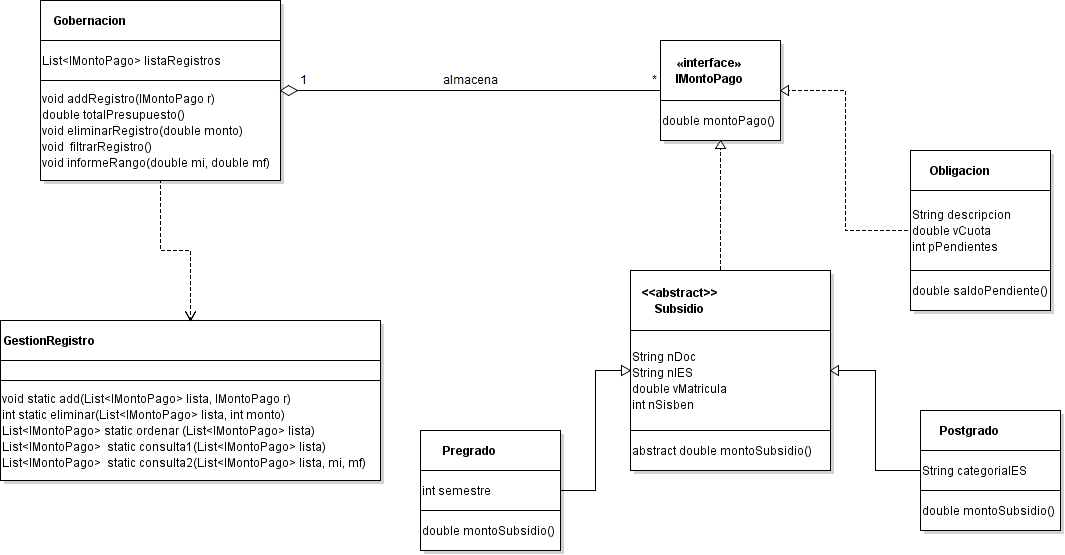 Gobernacion
List<IMontoPago> listaRegistros
void addRegistro(IMontoPago r)
double totalPresupuesto()
void eliminarRegistro(double monto)
void  filtrarRegistro()
void informeRango(double mi, double mf)
1
almacena
*
«interface»
IMontoPago
double montoPago()
Obligacion
String descripcion
double vCuota
int pPendientes
double saldoPendiente()
<<abstract>>
Subsidio
String nDoc
String nIES
double vMatricula
int nSisben
abstract double montoSubsidio()
GestionRegistro
void static add(List<IMontoPago> lista, IMontoPago r)
int static eliminar(List<IMontoPago> lista, int monto)
List<IMontoPago> static ordenar (List<IMontoPago> lista)
List<IMontoPago>  static consulta1(List<IMontoPago> lista)
List<IMontoPago>  static consulta2(List<IMontoPago> lista, mi, mf)
Pregrado
int semestre
double montoSubsidio()
Postgrado
String categoriaIES
double montoSubsidio()